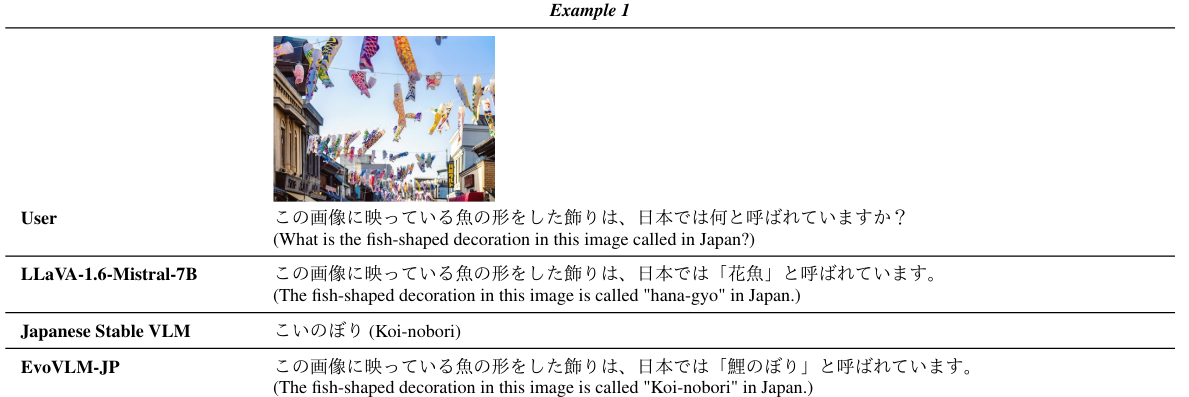 Example 1
User
この画像に映っている魚の形をした飾りは、日本では何と呼ばれていますか？
(What is the fish-shaped decoration in this image called in Japan?)
LLaVA-1.6-Mistral-7B
この画像に映っている魚の形をした飾りは、日本では「花魚」と呼ばれています。
(The fish-shaped decoration in this image is called "hana-gyo" in Japan.)
Japanese Stable VLM
こいのぼり (Koi-nobori)
EvoVLM-JP
この画像に映っている魚の形をした飾りは、日本では「鯉のぼり」と呼ばれています。
(The fish-shaped decoration in this image is called "Koi-nobori" in Japan.)